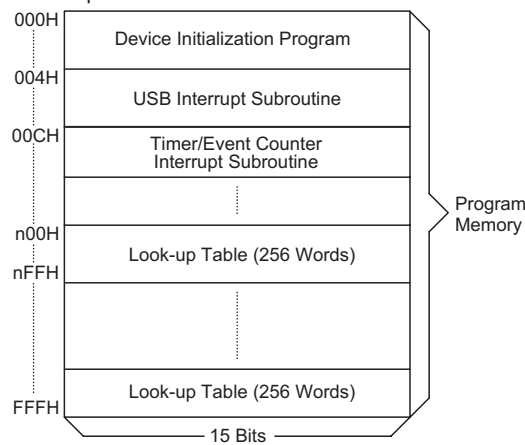 000H
Device Initialization Program
004H
USB Interrupt Subroutine
00CH
Timer/Event Counter
Interrupt Subroutine
Program
Memory
n00H
Look-up Table (256 Words)
nFFH
Look-up Table (256 Words)
FFFH
15 Bits